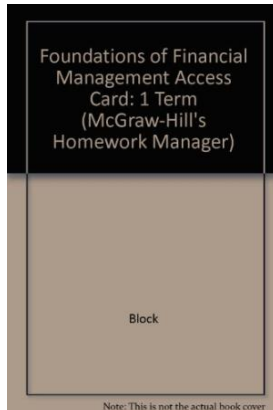 Foundations of Financial
Management Access
Card: 1 Term
(McGraw-Hill's
Homework Manager)
Block
Note: This is not the actual book cover